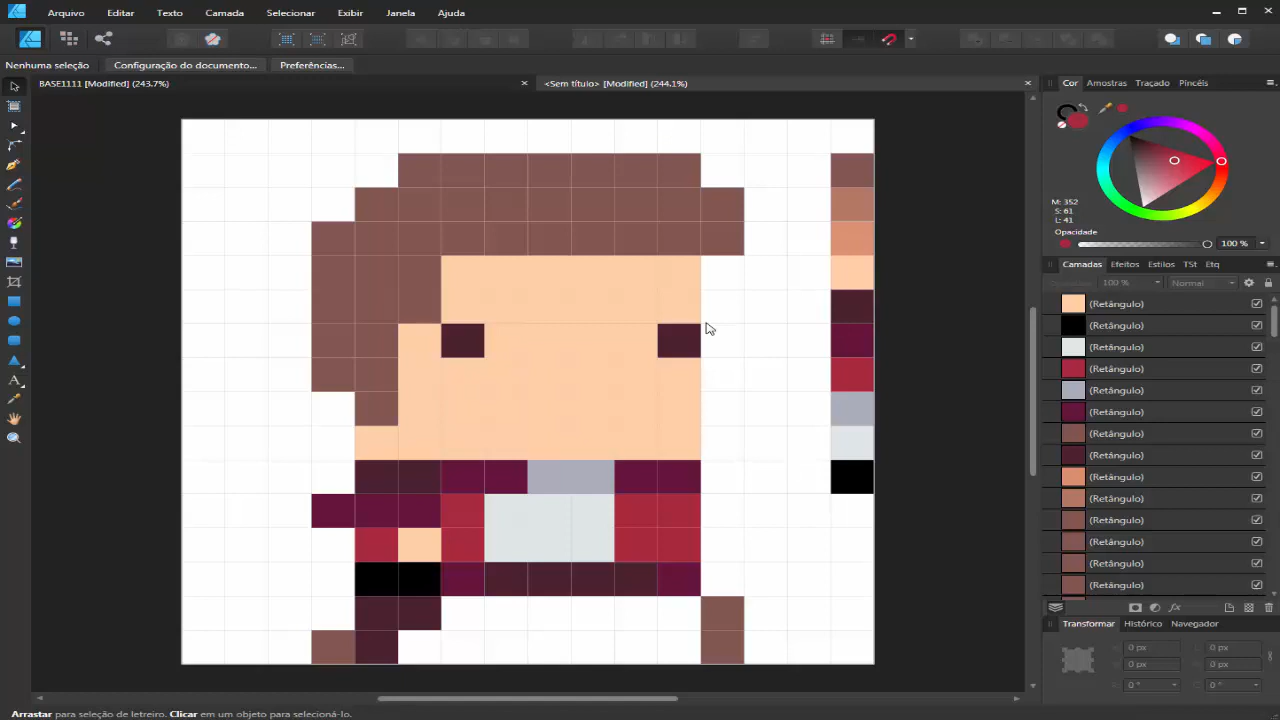 Arquivo Editar Texto Camada Selecionar Exibir Janela Ajuda
Nenhuma seleção Configuração do documento... Preferências...
BASE1111 [Modified] (243.7%) × <Sem título> [Modified] (244.1%) ×
Cor Amostras Traçado Pincéis
M: 352
S: 61
L: 41
Opacidade
100 %
Camadas Efeitos Estilos TSt Etq
100 % Normal
(Retângulo)
(Retângulo)
(Retângulo)
(Retângulo)
(Retângulo)
(Retângulo)
(Retângulo)
(Retângulo)
(Retângulo)
(Retângulo)
(Retângulo)
(Retângulo)
(Retângulo)
(Retângulo)
fx
Transformar Histórico Navegador
X: 0 px L: 0 px
0 px 0 px
0 ° 0 °
Arrastar para seleção de letreiro. Clicar em um objeto para selecioná-lo.